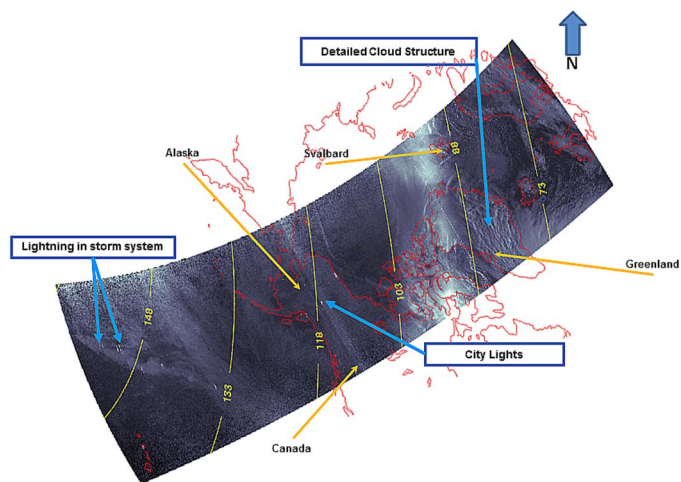 Detailed Cloud Structure
N
Alaska
Svalbard
88
73
Lightning in storm system
Greenland
148
103
118
City Lights
133
Canada